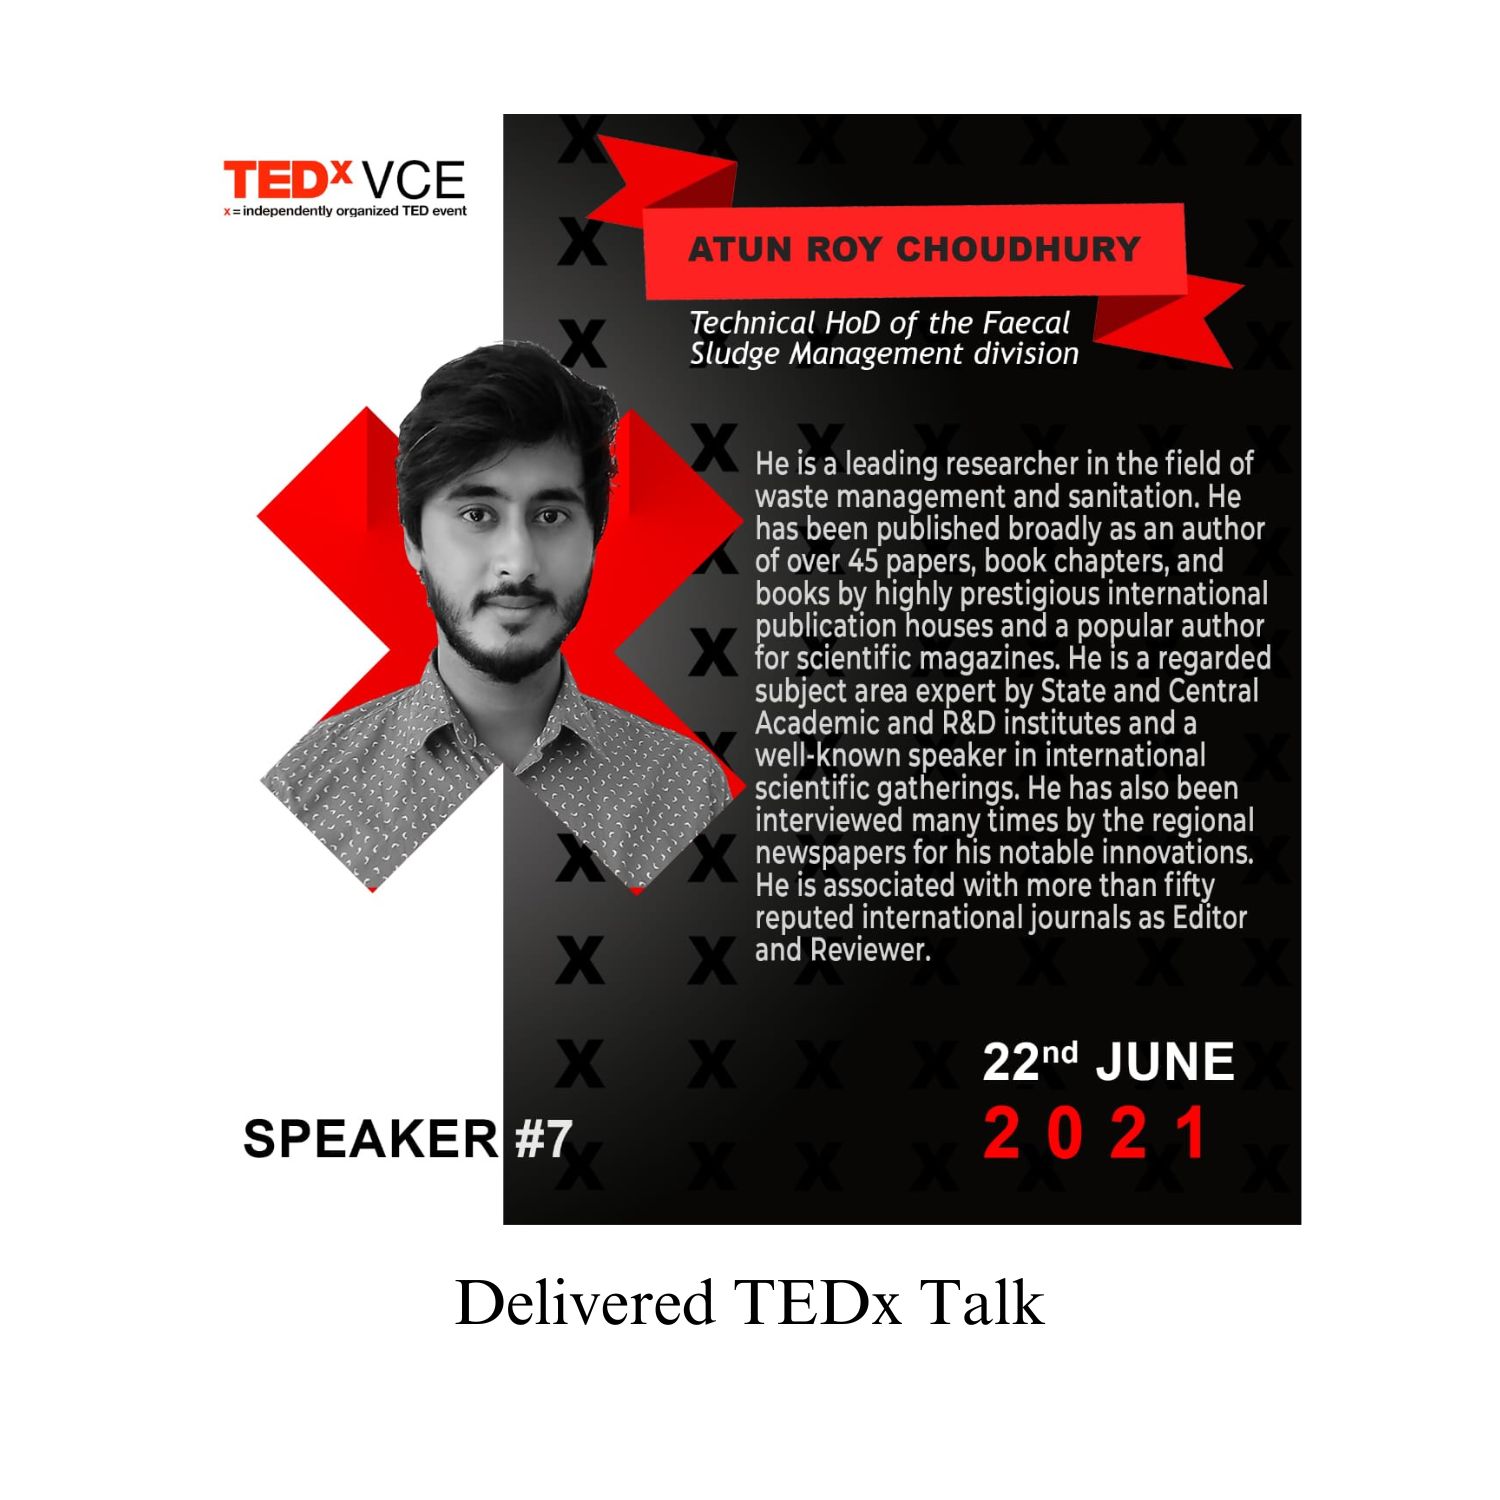 TEDx VCE
x = independently organized TED event
ATUN ROY CHOUDHURY
Technical HoD of the Faecal
Sludge Management division
He is a leading researcher in the field of
waste management and sanitation. He
has been published broadly as an author
of over 45 papers, book chapters, and
books by highly prestigious international
publication houses and a popular author
for scientific magazines. He is a regarded
subject area expert by State and Central
Academic and R&D institutes and a
well-known speaker in international
scientific gatherings. He has also been
interviewed many times by the regional
newspapers for his notable innovations.
He is associated with more than fifty
reputed international journals as Editor
and Reviewer.
22nd JUNE
2021
SPEAKER #7
Delivered TEDx Talk